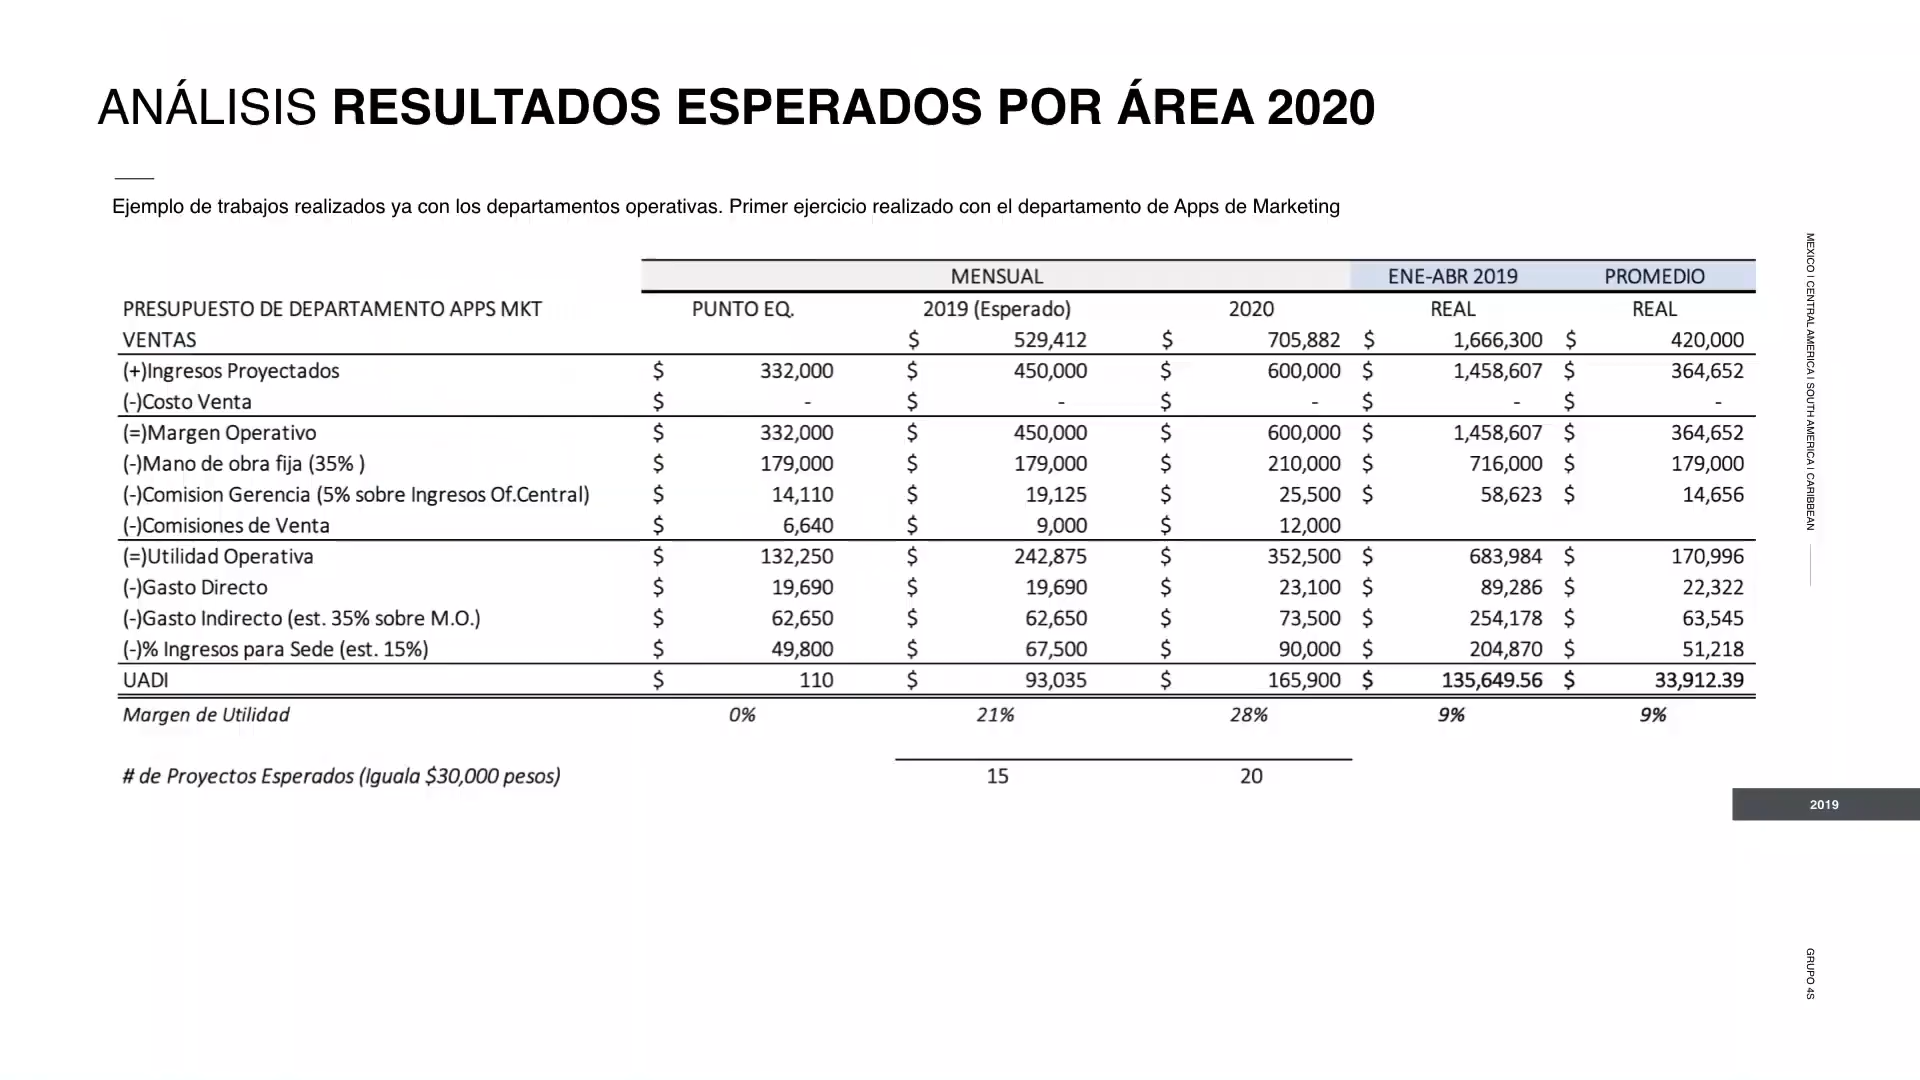 ANÁLISIS RESULTADOS ESPERADOS POR ÁREA 2020
Ejemplo de trabajos realizados ya con los departamentos operativas. Primer ejercicio realizado con el departamento de Apps de Marketing
MENSUAL ENE-ABR 2019 PROMEDIO
PRESUPUESTO DE DEPARTAMENTO APPS MKT PUNTO EQ. 2019 (Esperado) 2020 REAL REAL
VENTAS $ 529,412 $ 705,882 $ 1,666,300 $ 420,000
(+)Ingresos Proyectados $ 332,000 $ 450,000 $ 600,000 $ 1,458,607 $ 364,652
(-)Costo Venta $ - $ - $ - $ - $ -
(=)Margen Operativo $ 332,000 $ 450,000 $ 600,000 $ 1,458,607 $ 364,652
(-)Mano de obra fija (35% ) $ 179,000 $ 179,000 $ 210,000 $ 716,000 $ 179,000
(-)Comision Gerencia (5% sobre Ingresos Of.Central) $ 14,110 $ 19,125 $ 25,500 $ 58,623 $ 14,656
(-)Comisiones de Venta $ 6,640 $ 9,000 $ 12,000
(=)Utilidad Operativa $ 132,250 $ 242,875 $ 352,500 $ 683,984 $ 170,996
(-)Gasto Directo $ 19,690 $ 19,690 $ 23,100 $ 89,286 $ 22,322
(-)Gasto Indirecto (est. 35% sobre M.O.) $ 62,650 $ 62,650 $ 73,500 $ 254,178 $ 63,545
(-)% Ingresos para Sede (est. 15%) $ 49,800 $ 67,500 $ 90,000 $ 204,870 $ 51,218
UADI $ 110 $ 93,035 $ 165,900 $ 135,649.56 $ 33,912.39
Margen de Utilidad 0% 21% 28% 9% 9%
# de Proyectos Esperados (Iguala $30,000 pesos) 15 20
MEXICO I CENTRAL AMERICA I SOUTH AMERICA I CARIBBEAN
2019
GRUPO 4S